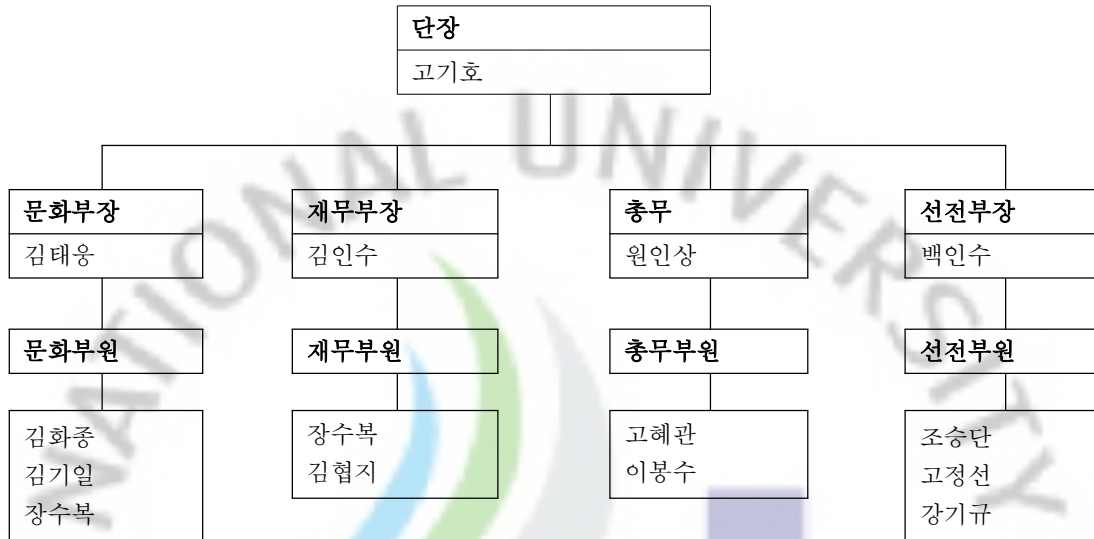 단장
고기호
NATIONAL UNIVERSITY
문화부장
김태웅
재무부장
김인수
총무
원인상
선전부장
백인수
문화부원
재무부원
총무부원
선전부원
김화종
김기일
장수복
장수복
김협지
고혜관
이봉수
조승단
고정선
강기규